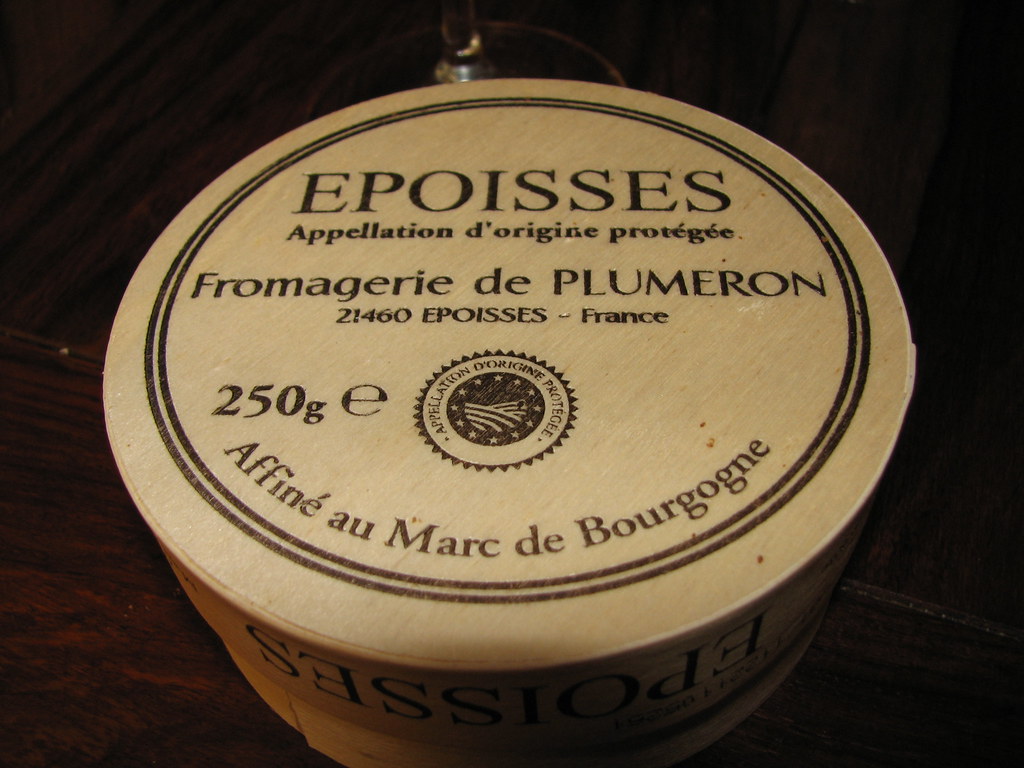 EPOISSES
Appellation d'origine protégée
Fromagerie de PLUMERON
21460 EPOISSES - France
250g ℮
APPELLATION D'ORIGINE PROTÉGÉE
Affiné au Marc de Bourgogne
EPOISSES